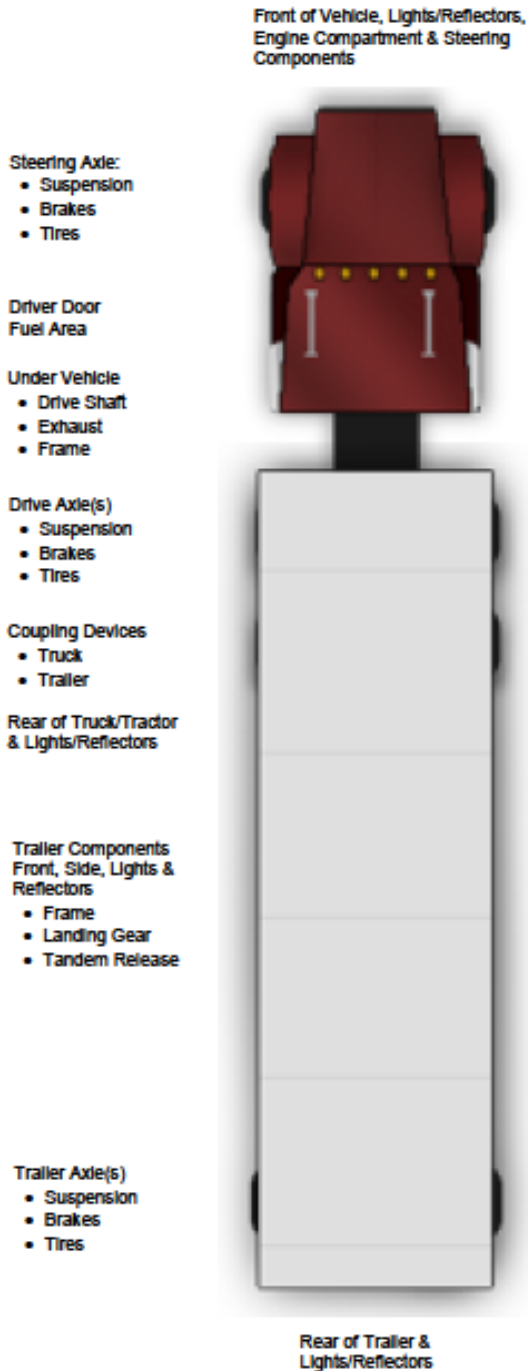 Front of Vehicle, Lights/Reflectors,
Engine Compartment & Steering
Components
Steering Axle:
• Suspension
• Brakes
• Tires
Driver Door
Fuel Area
Under Vehicle
• Drive Shaft
• Exhaust
• Frame
Drive Axle(s)
• Suspension
• Brakes
• Tires
Coupling Devices
• Truck
• Trailer
Rear of Truck/Tractor
& Lights/Reflectors
Trailer Components
Front, Side, Lights &
Reflectors
• Frame
• Landing Gear
• Tandem Release
Trailer Axle(s)
• Suspension
• Brakes
• Tires
Rear of Trailer &
Lights/Reflectors